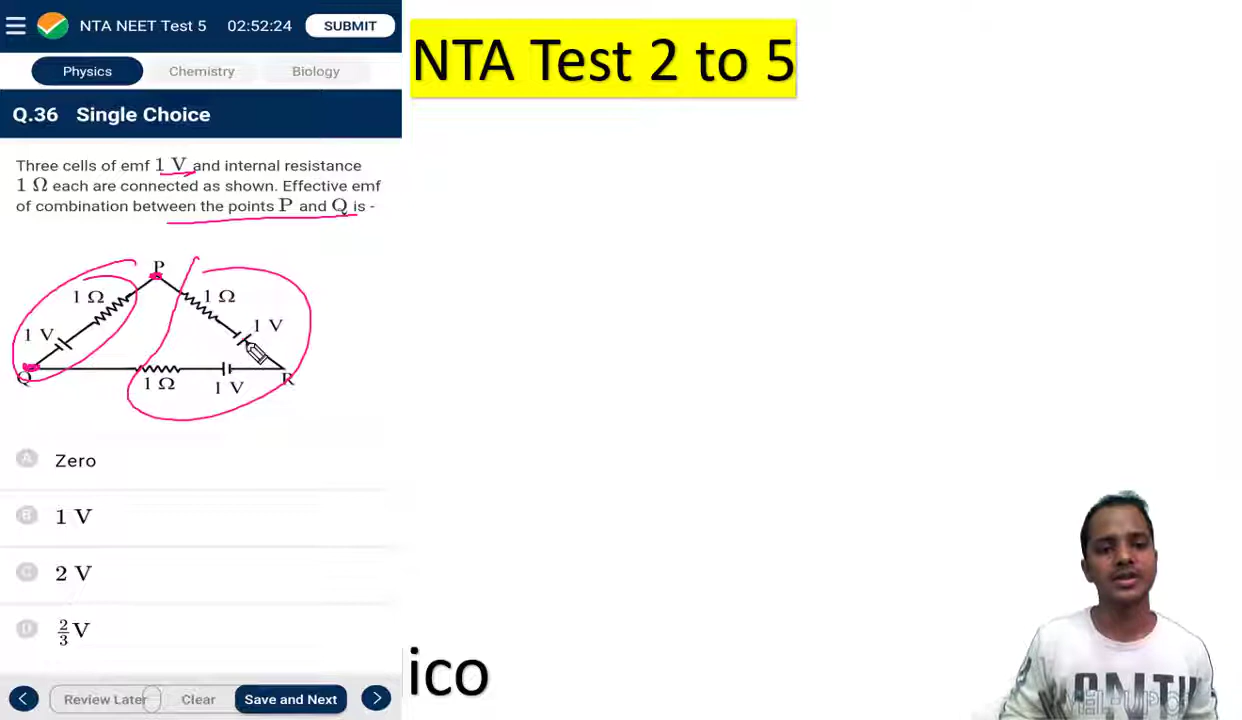 NTA NEET Test 5 02:52:24 SUBMIT
Physics Chemistry Biology
Q.36 Single Choice
Three cells of emf 1 V and internal resistance
1 Ω each are connected as shown. Effective emf
of combination between the points P and Q is -
P
1 Ω 1 Ω
1 V 1 V
Q R
1 Ω 1 V
A Zero
B 1 V
C 2 V
D 2/3 V
Review Later Clear Save and Next
NTA Test 2 to 5
ico